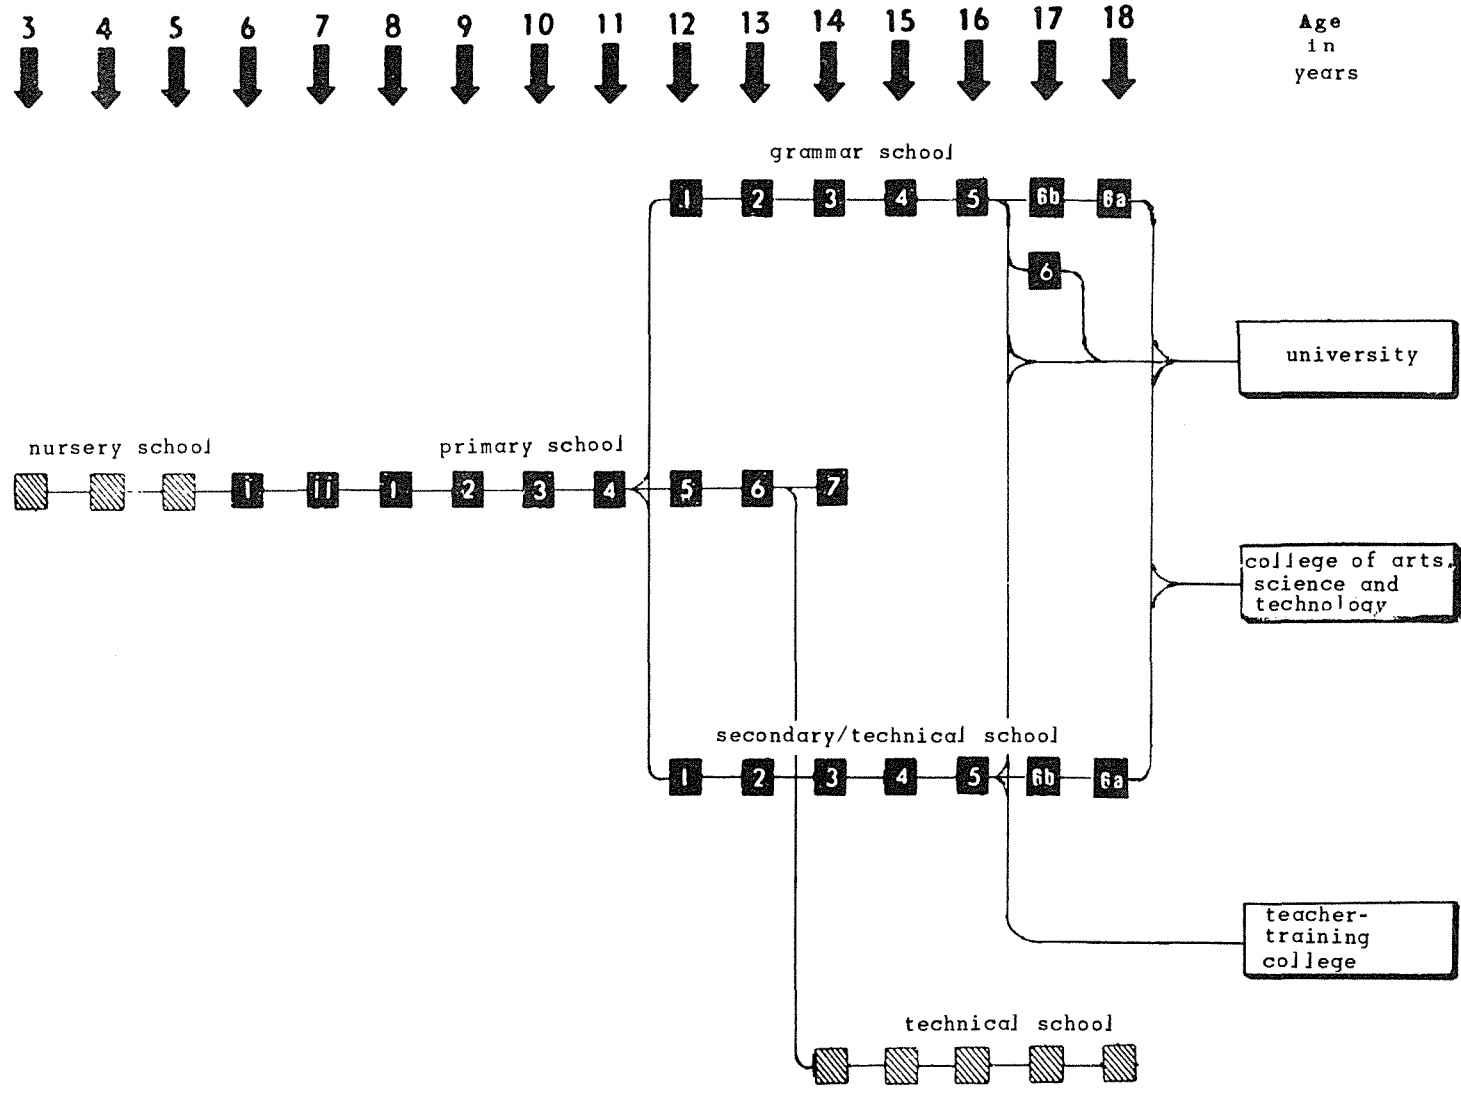 3 4 5 6 7 8 9 10 11 12 13 14 15 16 17 18
Age
in
years
grammar school
1 2 3 4 5 6b 6a
6
university
nursery school
primary school
i ii 1 2 3 4 5 6 7
college of arts,
science and
technology
secondary/technical school
1 2 3 4 5 6b 6a
teacher-
training
college
technical school